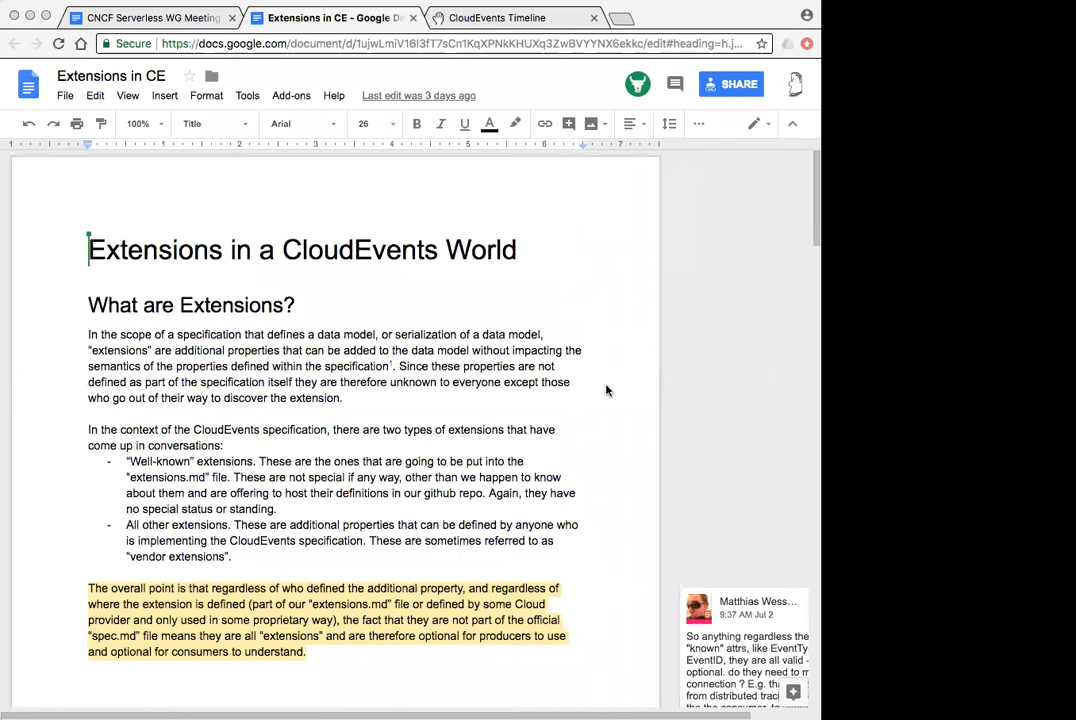 CNCF Serverless WG Meeting
Extensions in CE - Google Do
CloudEvents Timeline
Secure https://docs.google.com/document/d/1ujwLmiV16I3fT7sCn1KqXPNkKHUXq3ZwBVYYNX6ekkc/edit#heading=h.j...
Extensions in CE
File Edit View Insert Format Tools Add-ons Help Last edit was 3 days ago
SHARE
100% Title Arial 26 B I U A
1 1 2 3 4 5 6 7
Extensions in a CloudEvents World
What are Extensions?
In the scope of a specification that defines a data model, or serialization of a data model,
“extensions” are additional properties that can be added to the data model without impacting the
semantics of the properties defined within the specification¹. Since these properties are not
defined as part of the specification itself they are therefore unknown to everyone except those
who go out of their way to discover the extension.
In the context of the CloudEvents specification, there are two types of extensions that have
come up in conversations:
- “Well-known” extensions. These are the ones that are going to be put into the
“extensions.md” file. These are not special if any way, other than we happen to know
about them and are offering to host their definitions in our github repo. Again, they have
no special status or standing.
- All other extensions. These are additional properties that can be defined by anyone who
is implementing the CloudEvents specification. These are sometimes referred to as
“vendor extensions”.
The overall point is that regardless of who defined the additional property, and regardless of
where the extension is defined (part of our “extensions.md” file or defined by some Cloud
provider and only used in some proprietary way), the fact that they are not part of the official
“spec.md” file means they are all “extensions” and are therefore optional for producers to use
and optional for consumers to understand.
Matthias Wess...
9:37 AM Jul 2
So anything regardless the
"known" attrs, like EventTy
EventID, they are all valid -
optional. do they need to m
connection ? E.g. tha
from distributed traci
the the consumer, to